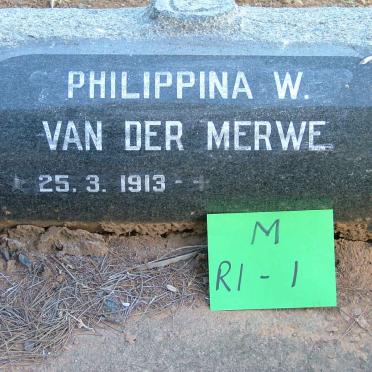 PHILIPPINA W.
VAN DER MERWE
25. 3. 1913 -
M
R1 - 1